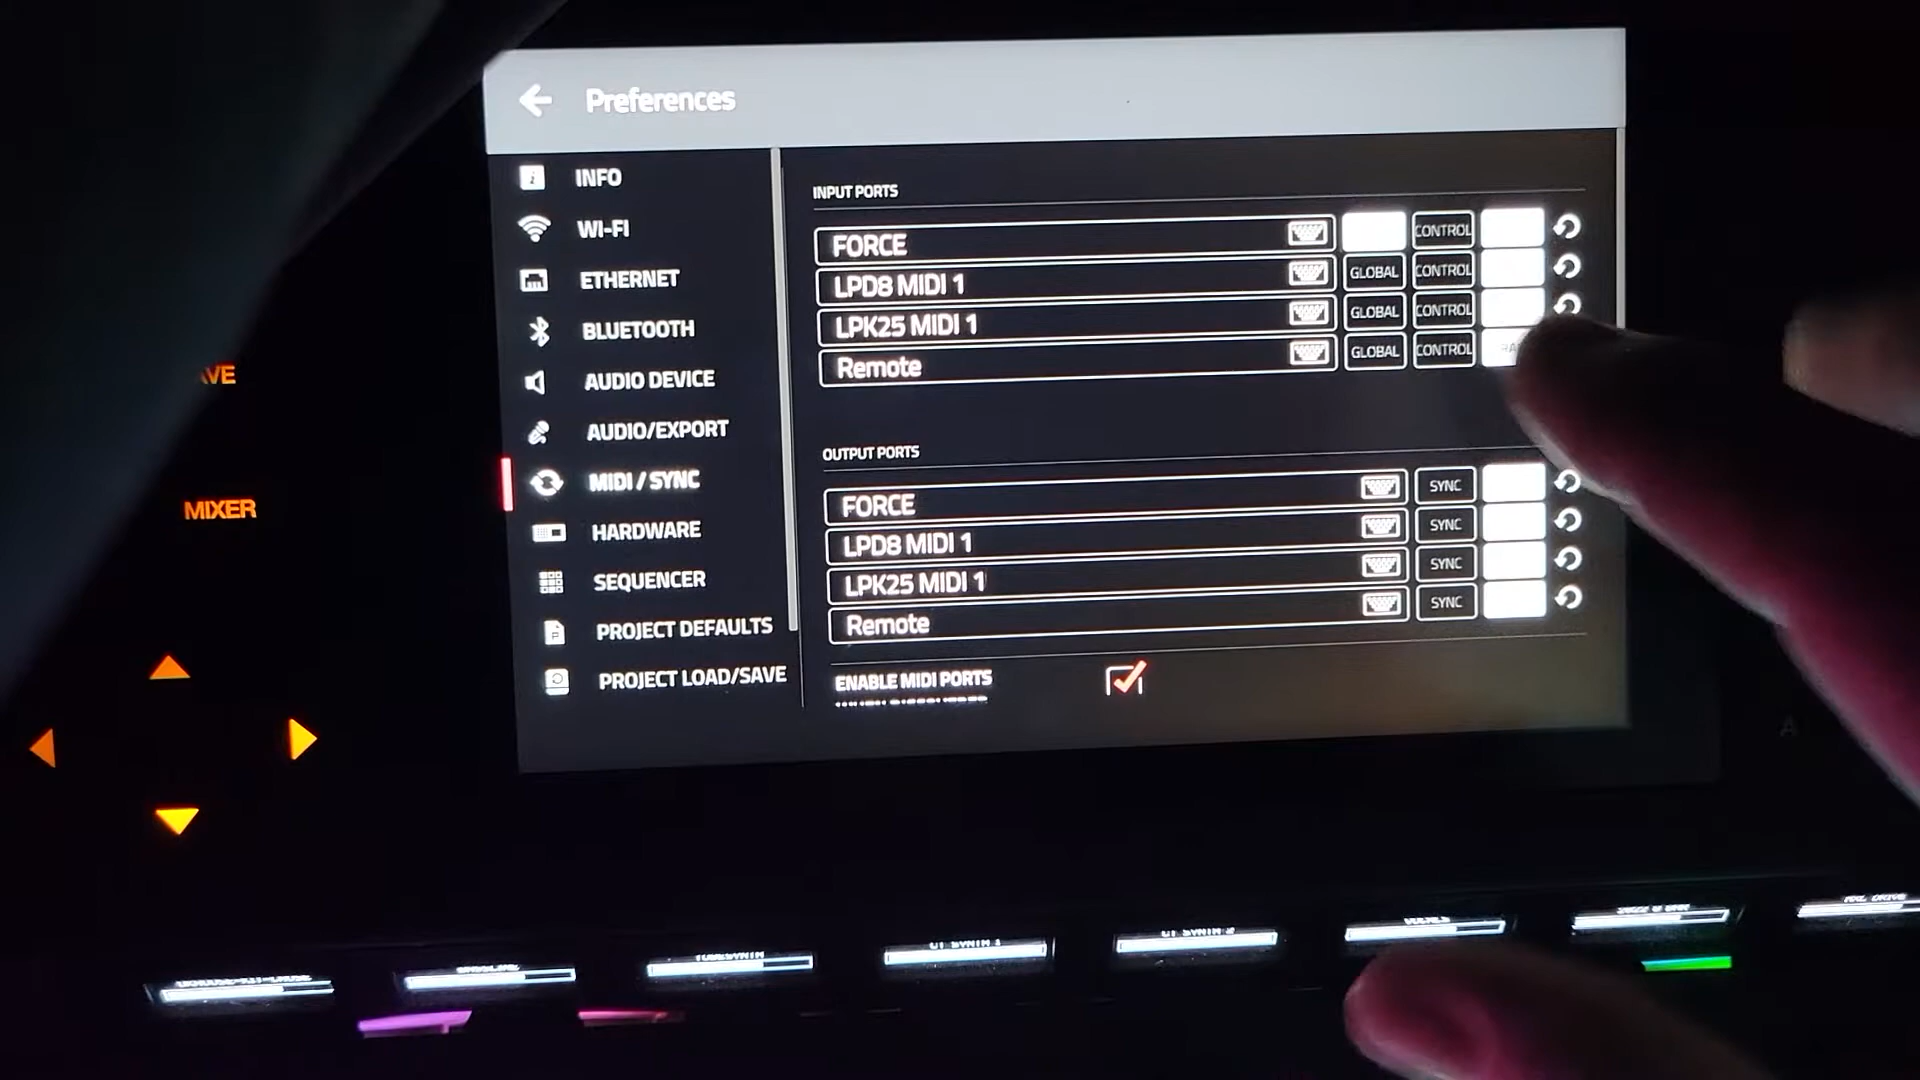 Preferences
INFO
WI-FI
ETHERNET
BLUETOOTH
AUDIO DEVICE
AUDIO/EXPORT
MIDI / SYNC
HARDWARE
SEQUENCER
PROJECT DEFAULTS
PROJECT LOAD/SAVE
INPUT PORTS
FORCE CONTROL
LPD8 MIDI 1 GLOBAL CONTROL
LPK25 MIDI 1 GLOBAL CONTROL
Remote GLOBAL CONTROL
OUTPUT PORTS
FORCE SYNC
LPD8 MIDI 1 SYNC
LPK25 MIDI 1 SYNC
Remote SYNC
ENABLE MIDI PORTS
MIXER
TUBESYNTH